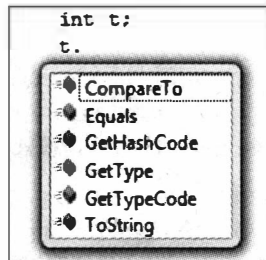 int t;
t.
CompareTo
Equals
GetHashCode
GetType
GetTypeCode
ToString